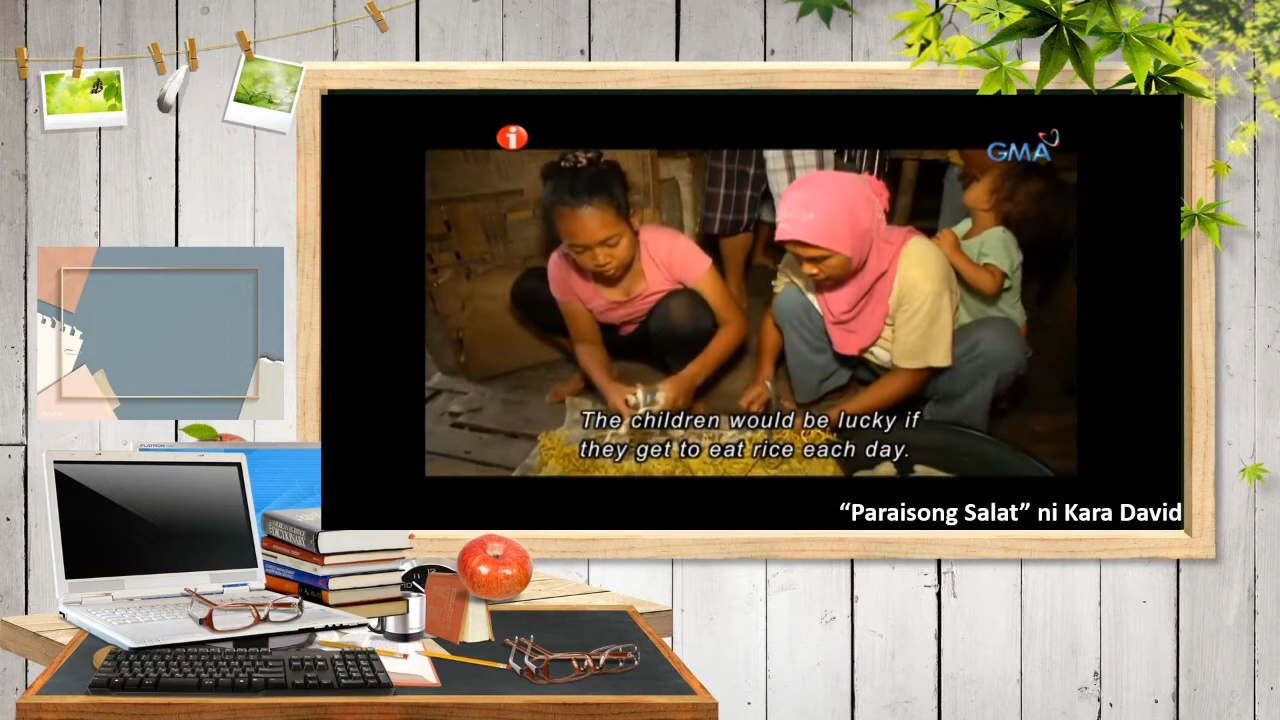 i
GMA
The children would be lucky if
they get to eat rice each day.
“Paraisong Salat” ni Kara David
DICTIONARY